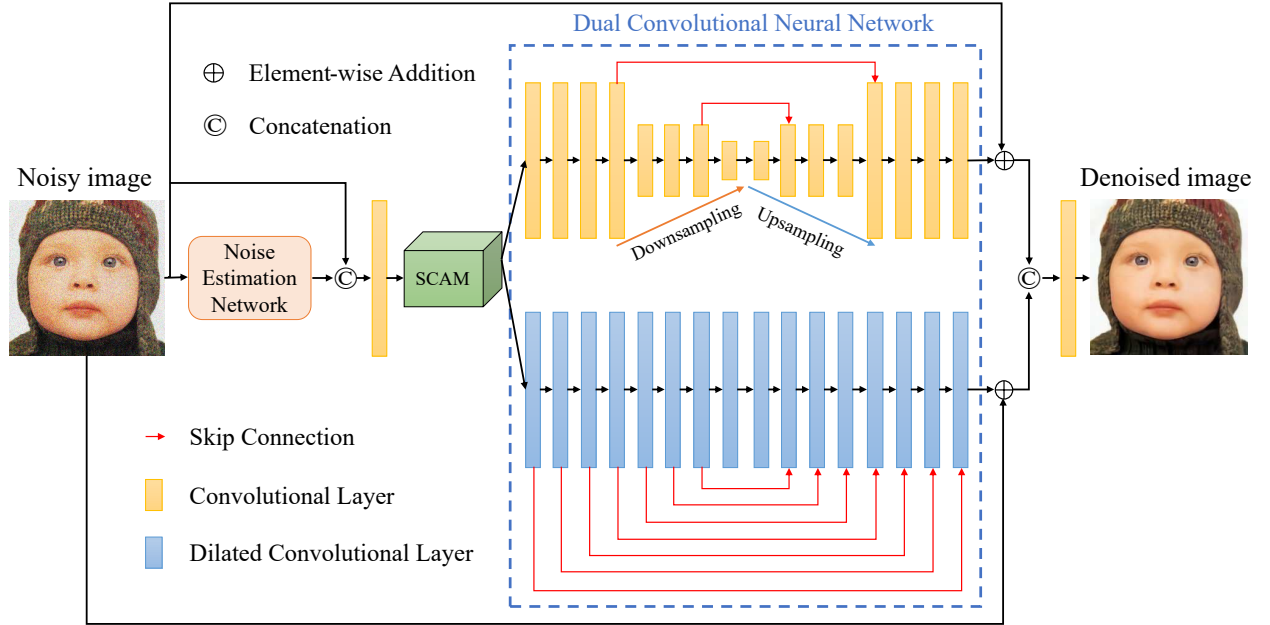 Dual Convolutional Neural Network
⊕ Element-wise Addition
© Concatenation
Noisy image
Noise
Estimation
Network
©
SCAM
Downsampling
Upsampling
©
Denoised image
Skip Connection
Convolutional Layer
Dilated Convolutional Layer